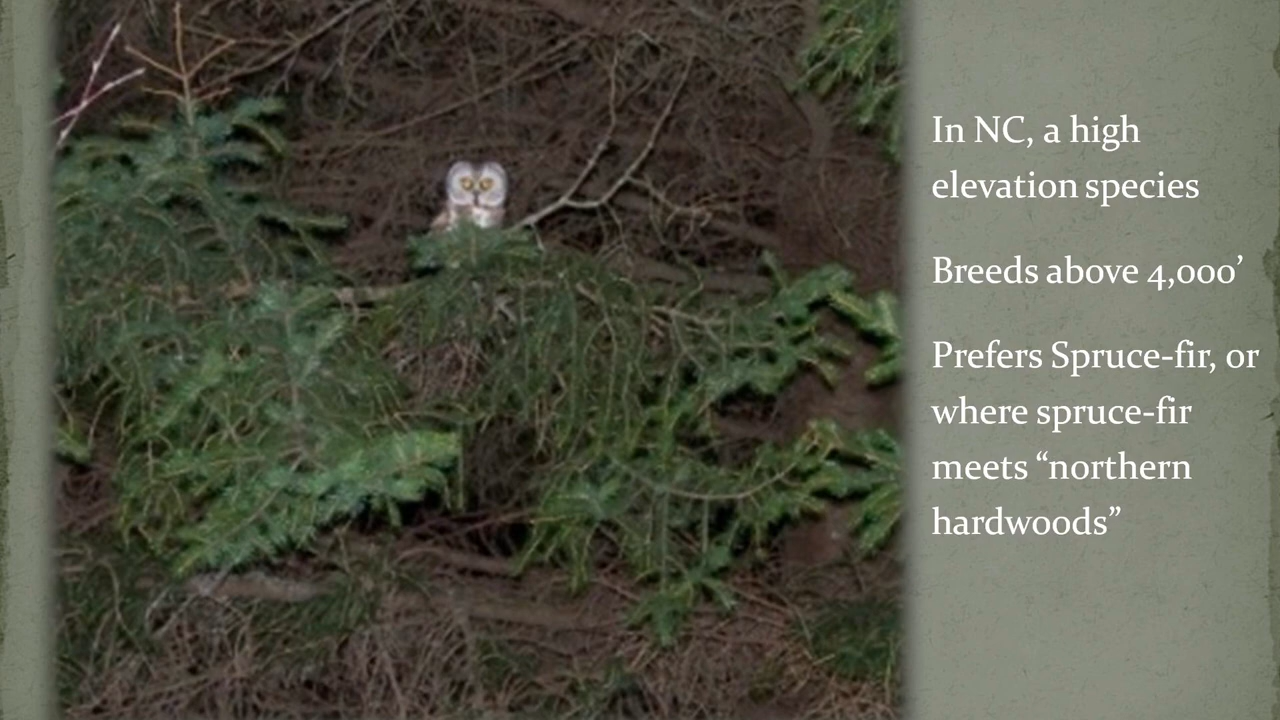 In NC, a high
elevation species
Breeds above 4,000’
Prefers Spruce-fir, or
where spruce-fir
meets “northern
hardwoods”